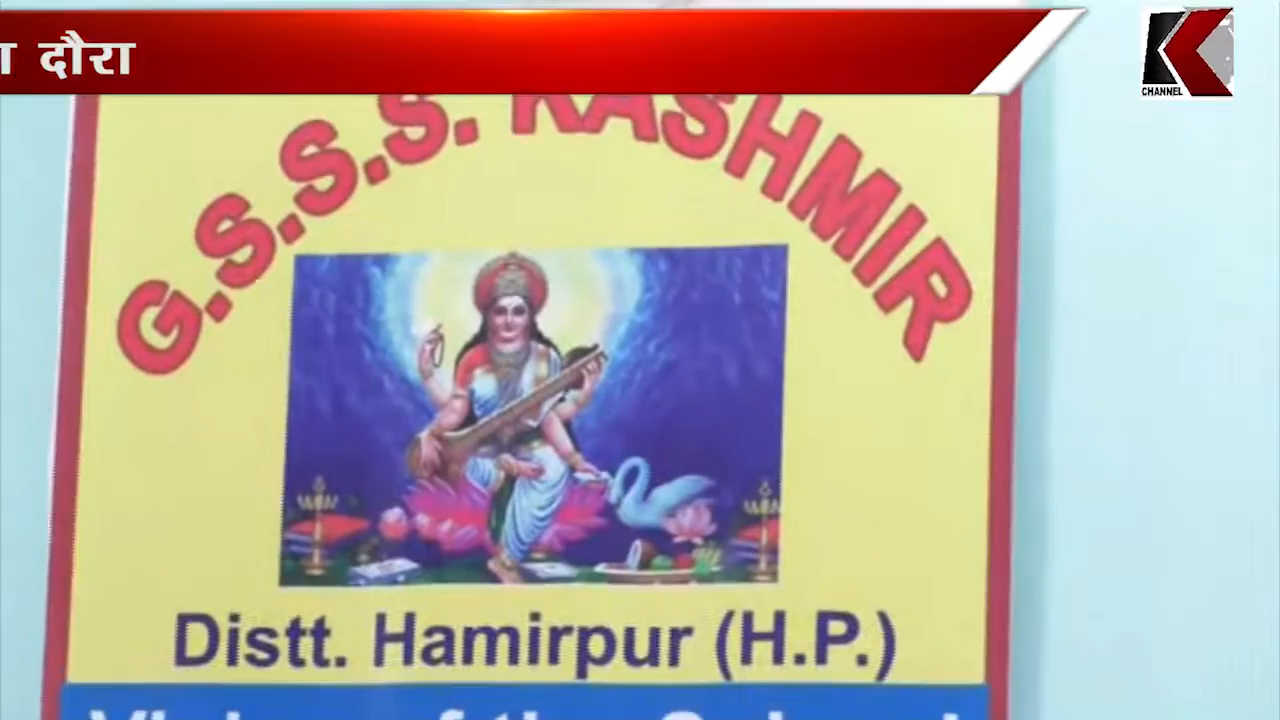 दौरा
CHANNEL
G.S.S.S. KASHMIR
Distt. Hamirpur (H.P.)